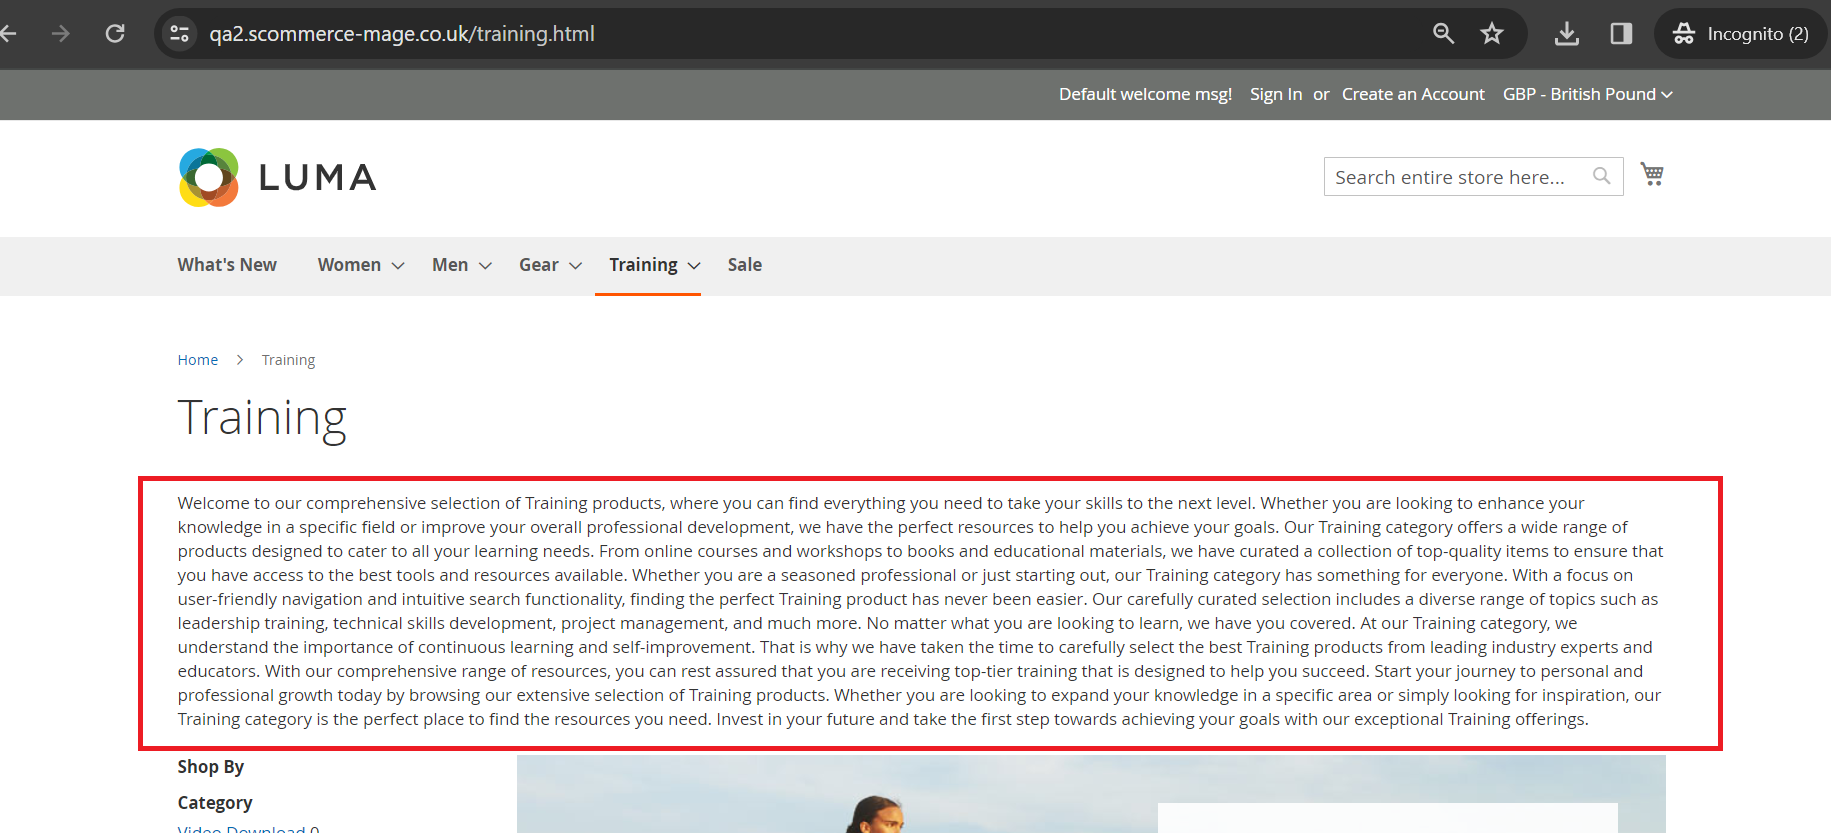 qa2.scommerce-mage.co.uk/training.html
Incognito (2)
Default welcome msg! Sign In or Create an Account GBP - British Pound
LUMA
Search entire store here...
What's New Women Men Gear Training Sale
Home Training
Training
Welcome to our comprehensive selection of Training products, where you can find everything you need to take your skills to the next level. Whether you are looking to enhance your
knowledge in a specific field or improve your overall professional development, we have the perfect resources to help you achieve your goals. Our Training category offers a wide range of
products designed to cater to all your learning needs. From online courses and workshops to books and educational materials, we have curated a collection of top-quality items to ensure that
you have access to the best tools and resources available. Whether you are a seasoned professional or just starting out, our Training category has something for everyone. With a focus on
user-friendly navigation and intuitive search functionality, finding the perfect Training product has never been easier. Our carefully curated selection includes a diverse range of topics such as
leadership training, technical skills development, project management, and much more. No matter what you are looking to learn, we have you covered. At our Training category, we
understand the importance of continuous learning and self-improvement. That is why we have taken the time to carefully select the best Training products from leading industry experts and
educators. With our comprehensive range of resources, you can rest assured that you are receiving top-tier training that is designed to help you succeed. Start your journey to personal and
professional growth today by browsing our extensive selection of Training products. Whether you are looking to expand your knowledge in a specific area or simply looking for inspiration, our
Training category is the perfect place to find the resources you need. Invest in your future and take the first step towards achieving your goals with our exceptional Training offerings.
Shop By
Category
Video Download 0